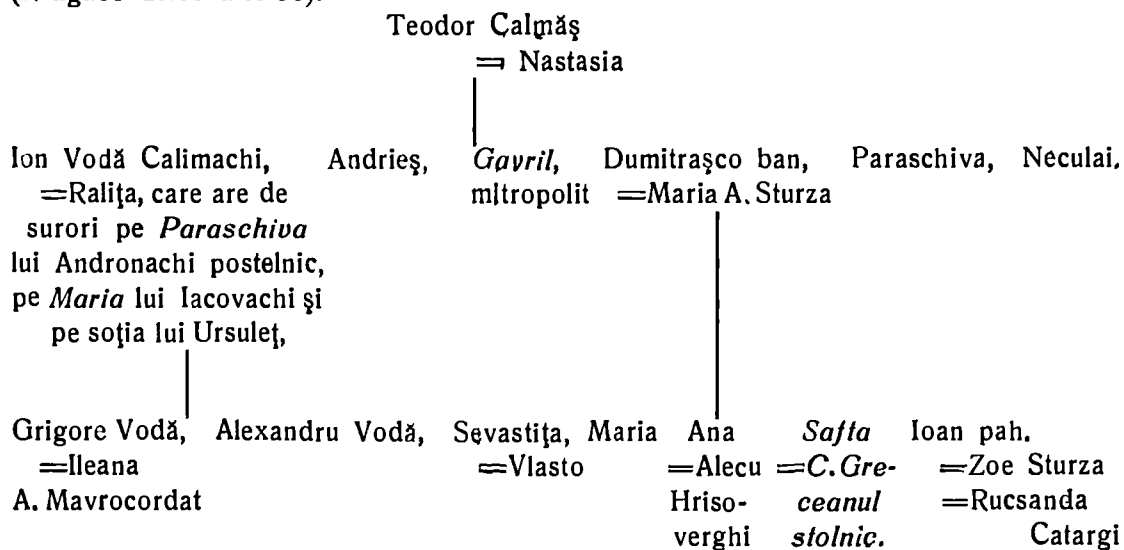 Teodor Calmăş
= Nastasia
Ion Vodă Calimachi, Andrieş, Gavril, Dumitraşco ban, Paraschiva, Neculai.
=Raliţa, care are de mitropolit =Maria A. Sturza
surori pe Paraschiva
lui Andronachi postelnic,
pe Maria lui Iacovachi şi
pe soţia lui Ursuleţ,
Grigore Vodă, Alexandru Vodă, Sevastiţa, Maria Ana Safta Ioan pah.
=Ileana =Vlasto =Alecu =C. Gre- =Zoe Sturza
A. Mavrocordat Hriso- ceanul =Rucsanda
verghi stolnic. Catargi